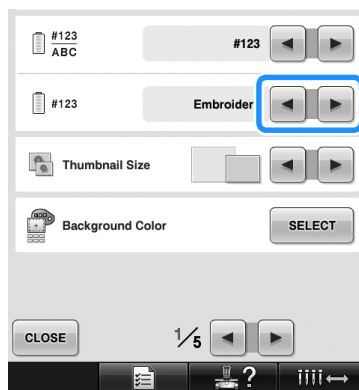 #123
ABC
#123
#123
Embroider
Thumbnail Size
Background Color
SELECT
CLOSE
1/5
?